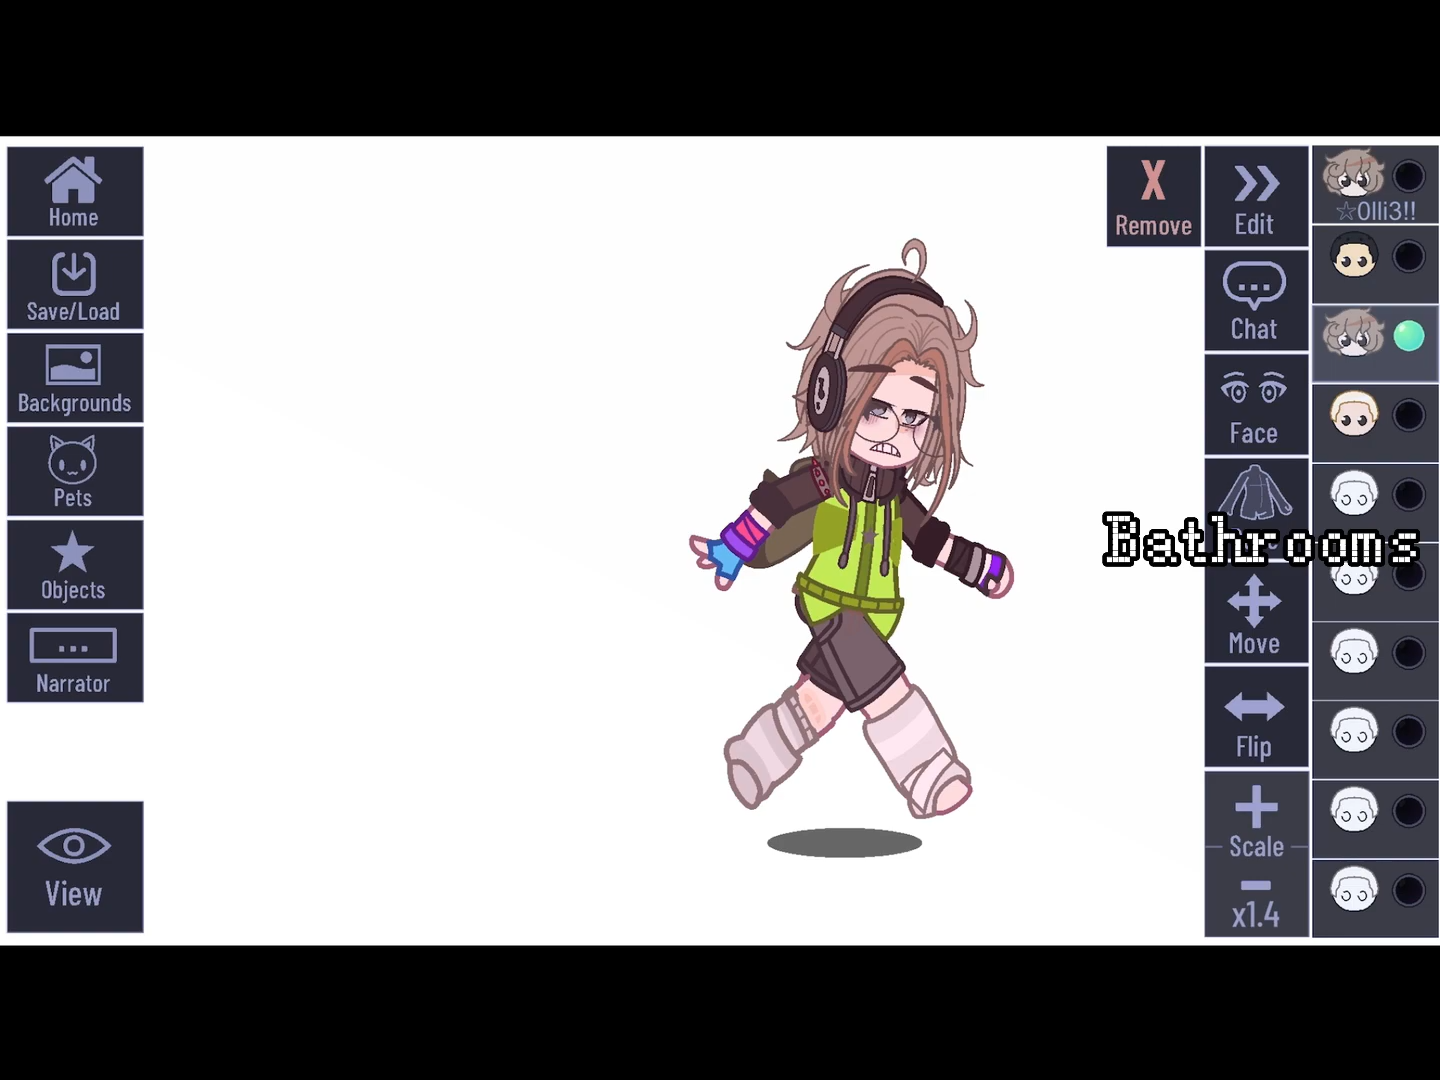 Home
Save/Load
Backgrounds
Pets
Objects
Narrator
View
X
Remove
Edit
Chat
Face
Bathrooms
Move
Flip
Scale
x1.4
☆Olli3!!